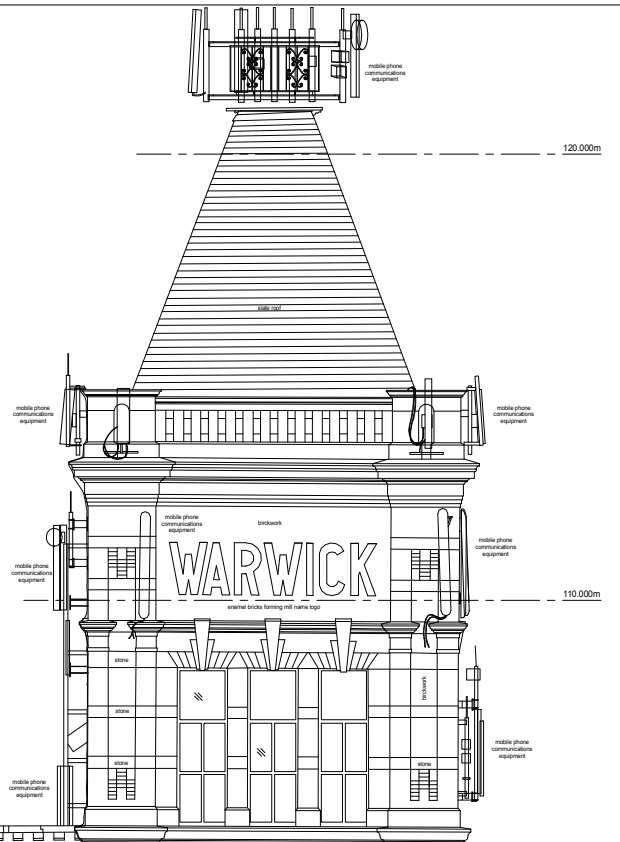 mobile phone
communications
equipment
120.000m
slate roof
mobile phone
communications
equipment
mobile phone
communications
equipment
mobile phone
communications
equipment
birckwork
mobile phone
communications
equipment
WARWICK
mobile phone
communications
equipment
110.000m
enamel bricks forming mill name logo
stone
birckwork
stone
mobile phone
communications
equipment
stone
stone
mobile phone
communications
equipment